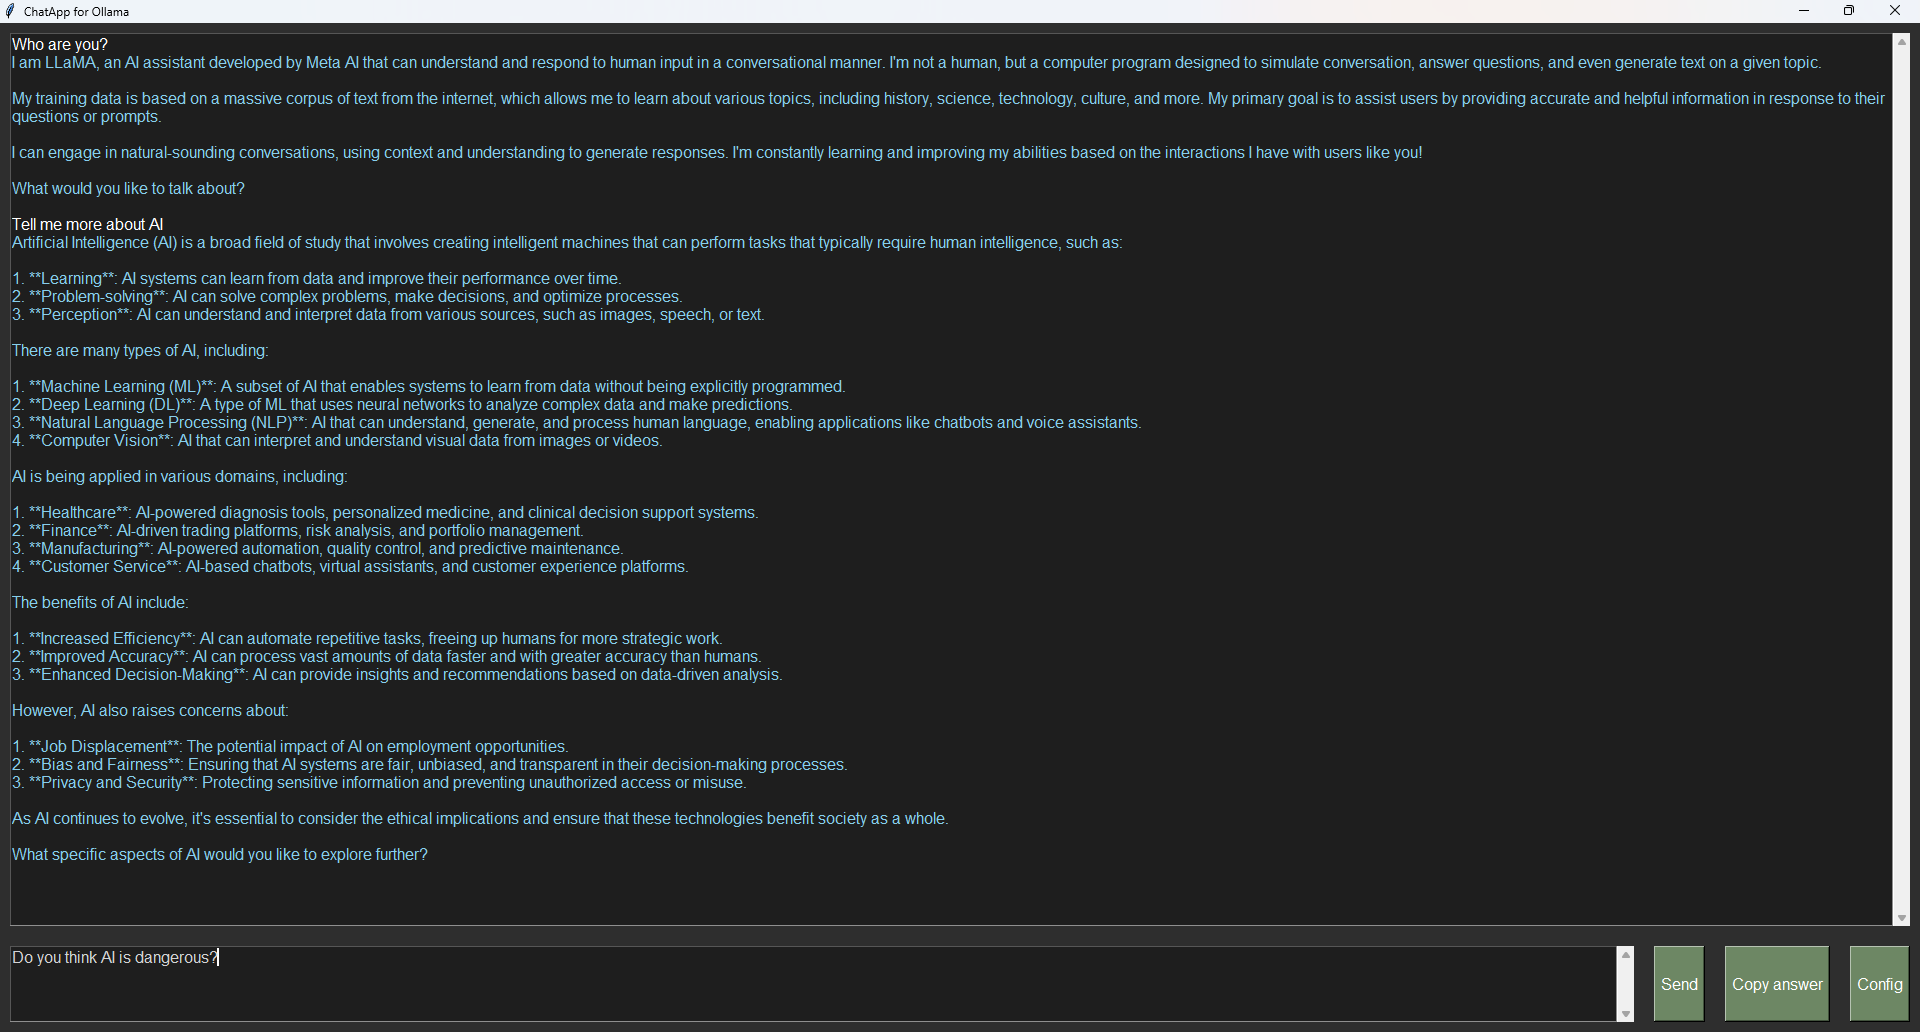 ChatApp for Ollama
Who are you?
I am LLaMA, an AI assistant developed by Meta AI that can understand and respond to human input in a conversational manner. I'm not a human, but a computer program designed to simulate conversation, answer questions, and even generate text on a given topic.
My training data is based on a massive corpus of text from the internet, which allows me to learn about various topics, including history, science, technology, culture, and more. My primary goal is to assist users by providing accurate and helpful information in response to their
questions or prompts.
I can engage in natural-sounding conversations, using context and understanding to generate responses. I'm constantly learning and improving my abilities based on the interactions I have with users like you!
What would you like to talk about?
Tell me more about AI
Artificial Intelligence (AI) is a broad field of study that involves creating intelligent machines that can perform tasks that typically require human intelligence, such as:
1. **Learning**: AI systems can learn from data and improve their performance over time.
2. **Problem-solving**: AI can solve complex problems, make decisions, and optimize processes.
3. **Perception**: AI can understand and interpret data from various sources, such as images, speech, or text.
There are many types of AI, including:
1. **Machine Learning (ML)**: A subset of AI that enables systems to learn from data without being explicitly programmed.
2. **Deep Learning (DL)**: A type of ML that uses neural networks to analyze complex data and make predictions.
3. **Natural Language Processing (NLP)**: AI that can understand, generate, and process human language, enabling applications like chatbots and voice assistants.
4. **Computer Vision**: AI that can interpret and understand visual data from images or videos.
AI is being applied in various domains, including:
1. **Healthcare**: AI-powered diagnosis tools, personalized medicine, and clinical decision support systems.
2. **Finance**: AI-driven trading platforms, risk analysis, and portfolio management.
3. **Manufacturing**: AI-powered automation, quality control, and predictive maintenance.
4. **Customer Service**: AI-based chatbots, virtual assistants, and customer experience platforms.
The benefits of AI include:
1. **Increased Efficiency**: AI can automate repetitive tasks, freeing up humans for more strategic work.
2. **Improved Accuracy**: AI can process vast amounts of data faster and with greater accuracy than humans.
3. **Enhanced Decision-Making**: AI can provide insights and recommendations based on data-driven analysis.
However, AI also raises concerns about:
1. **Job Displacement**: The potential impact of AI on employment opportunities.
2. **Bias and Fairness**: Ensuring that AI systems are fair, unbiased, and transparent in their decision-making processes.
3. **Privacy and Security**: Protecting sensitive information and preventing unauthorized access or misuse.
As AI continues to evolve, it's essential to consider the ethical implications and ensure that these technologies benefit society as a whole.
What specific aspects of AI would you like to explore further?
Do you think AI is dangerous?
Send
Copy answer
Config